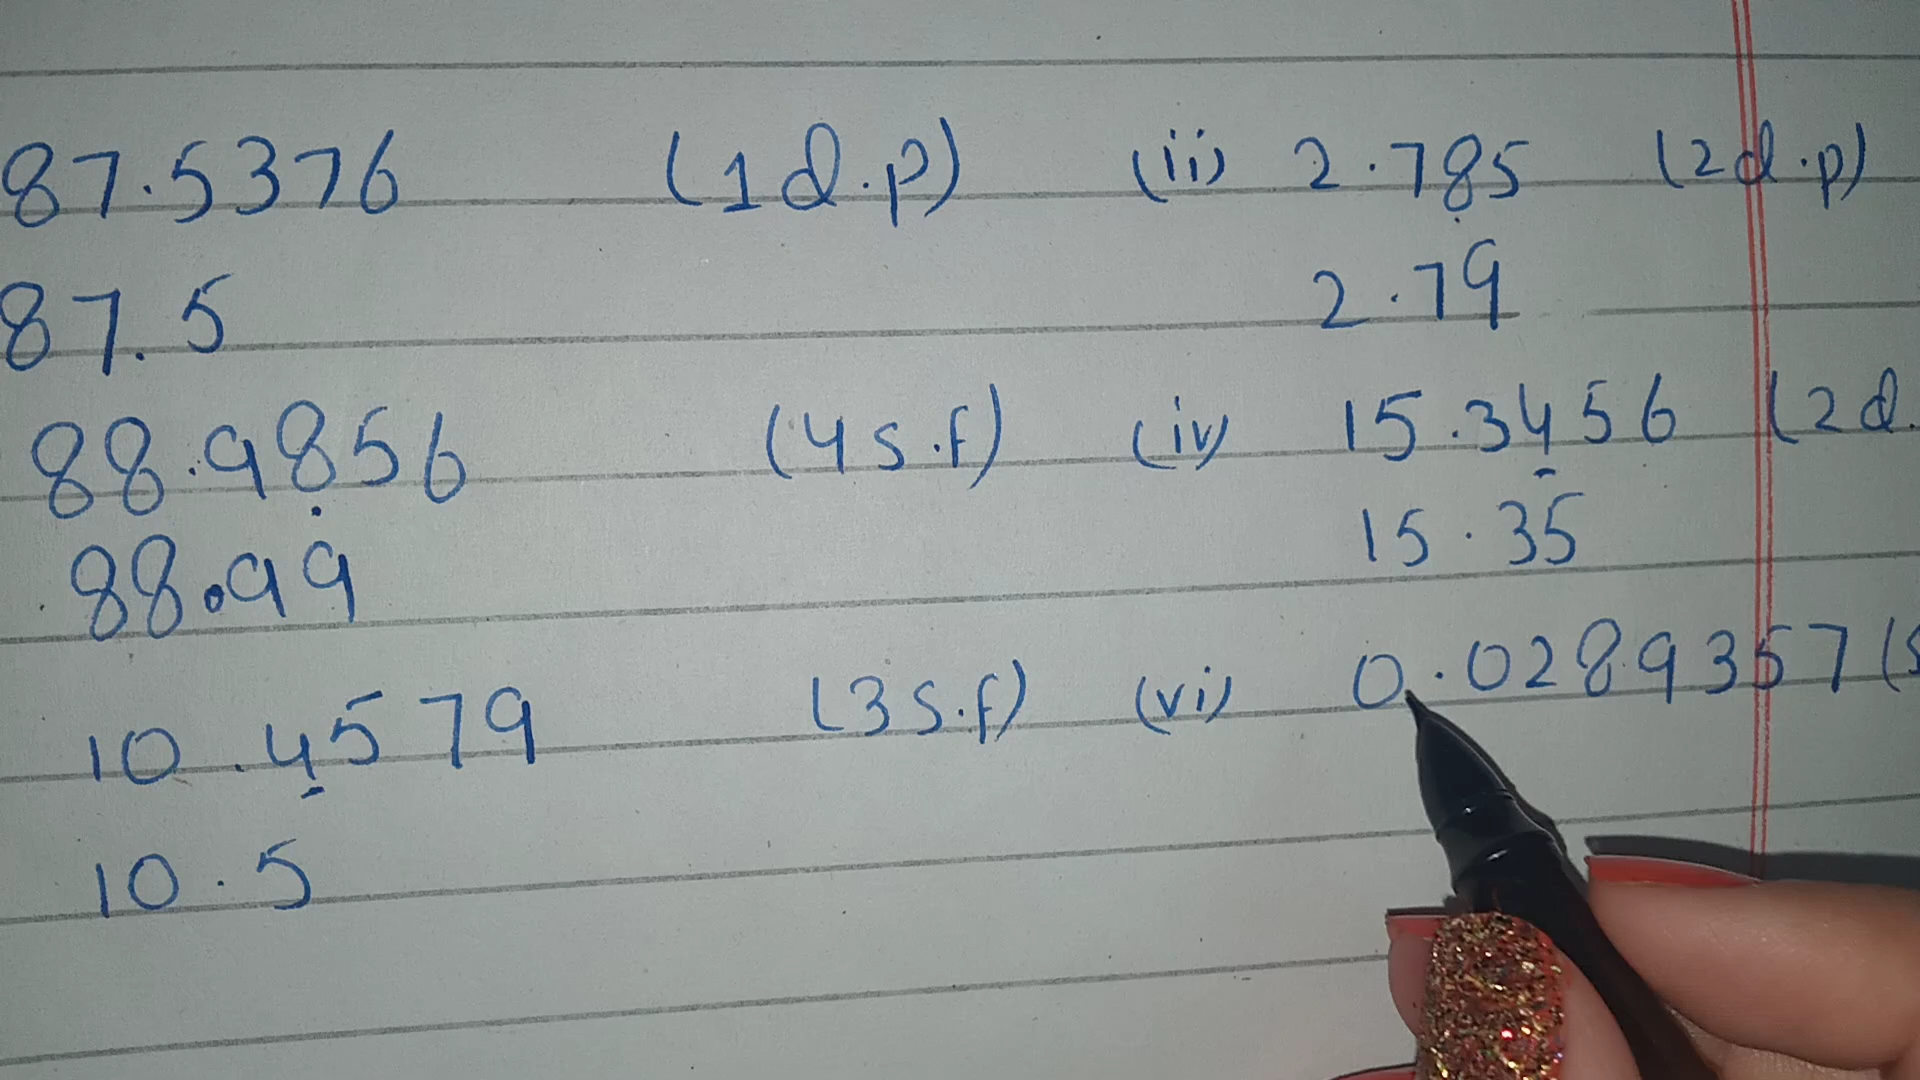 87.5376 (1d.p) (ii) 2.785 (2d.p)
87.5 2.79
88.9856 (4s.f) (iv) 15.3456 (2d.
88.99 15.35
10.4579 (3s.f) (vi) 0.0289357 (
10.5